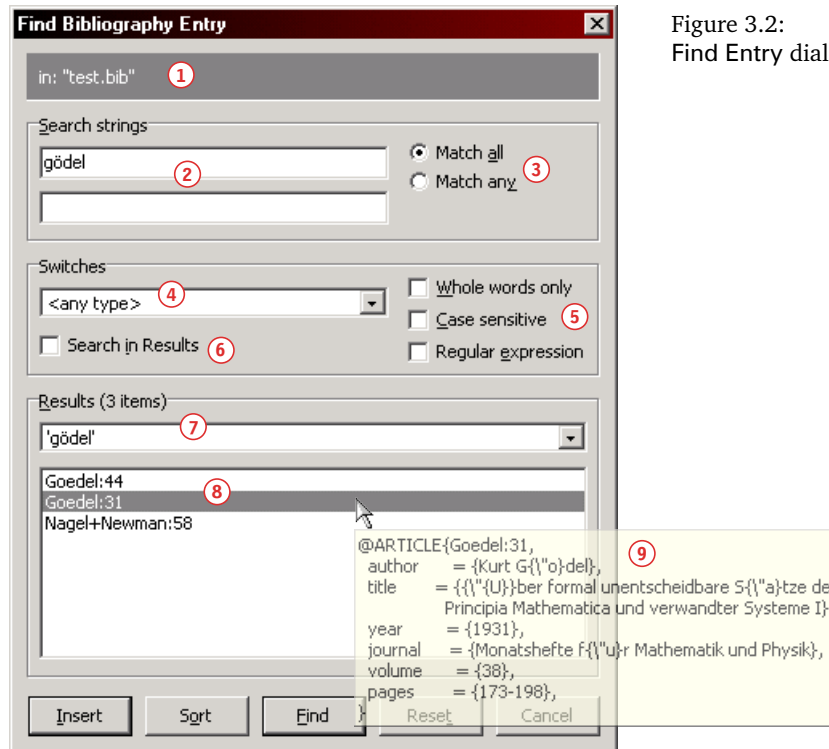 Find Bibliography Entry
Figure 3.2:
Find Entry dial
in: "test.bib" 1
Search strings
gödel 2
Match all
Match any 3
Switches
<any type> 4
Whole words only
Case sensitive 5
Regular expression
Search in Results 6
Results (3 items)
'gödel' 7
Goedel:44
Goedel:31 8
Nagel+Newman:58
@ARTICLE{Goedel:31, 9
author = {Kurt G{\"o}del},
title = {{\"{U}}ber formal unentscheidbare S{\"a}tze de
Principia Mathematica und verwandter Systeme I}
year = {1931},
journal = {Monatshefte f{\"u}r Mathematik und Physik},
volume = {38},
pages = {173-198},
}
Insert Sort Find Reset Cancel